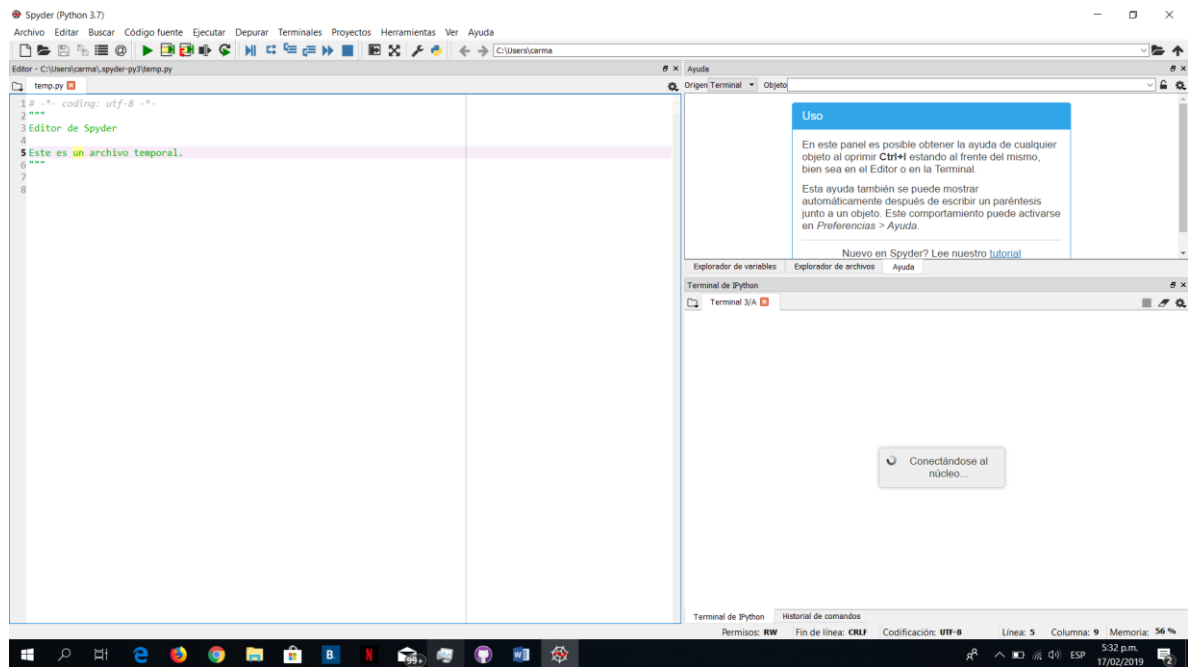 Spyder (Python 3.7)
Archivo Editar Buscar Código fuente Ejecutar Depurar Terminales Proyectos Herramientas Ver Ayuda
C:\Users\carma
Editor - C:\Users\carma\.spyder-py3\temp.py
temp.py
1 # -*- coding: utf-8 -*-
2 """
3 Editor de Spyder
4
5 Este es un archivo temporal.
6 """
7
8
Ayuda
Origen Terminal Objeto
Uso
En este panel es posible obtener la ayuda de cualquier
objeto al oprimir Ctrl+I estando al frente del mismo,
bien sea en el Editor o en la Terminal.
Esta ayuda también se puede mostrar
automáticamente después de escribir un paréntesis
junto a un objeto. Este comportamiento puede activarse
en Preferencias > Ayuda.
Nuevo en Spyder? Lee nuestro tutorial
Explorador de variables Explorador de archivos Ayuda
Terminal de IPython
Terminal 3/A
Conectándose al
núcleo...
Terminal de IPython Historial de comandos
Permisos: RW Fin de línea: CRLF Codificación: UTF-8 Línea: 5 Columna: 9 Memoria: 56 %
B. N 99+ W ESP
5:32 p.m.
17/02/2019
2